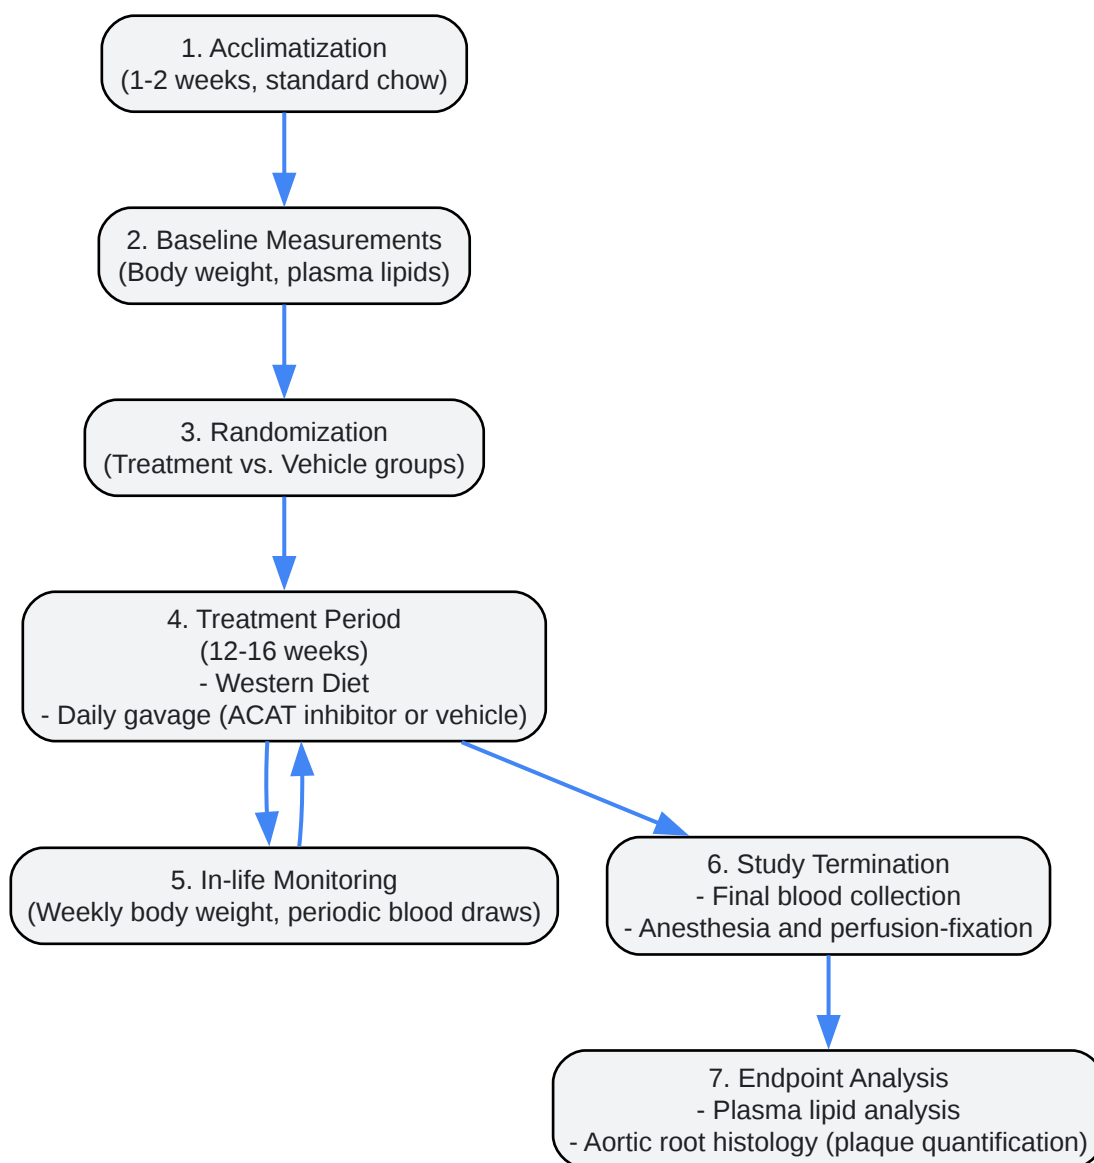 1. Acclimatization
(1-2 weeks, standard chow)
2. Baseline Measurements
(Body weight, plasma lipids)
3. Randomization
(Treatment vs. Vehicle groups)
4. Treatment Period
(12-16 weeks)
- Western Diet
- Daily gavage (ACAT inhibitor or vehicle)
5. In-life Monitoring
(Weekly body weight, periodic blood draws)
6. Study Termination
- Final blood collection
- Anesthesia and perfusion-fixation
7. Endpoint Analysis
- Plasma lipid analysis
- Aortic root histology (plaque quantification)